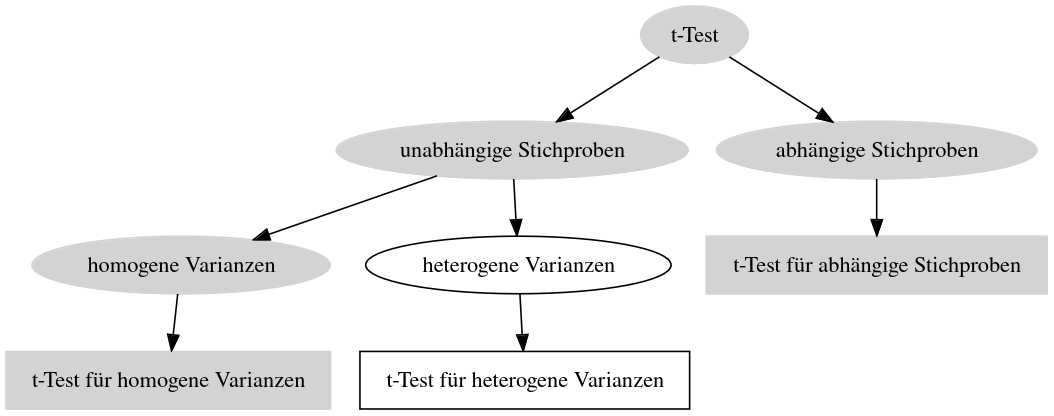 t-Test
unabhängige Stichproben
abhängige Stichproben
homogene Varianzen
heterogene Varianzen
t-Test für abhängige Stichproben
t-Test für homogene Varianzen
t-Test für heterogene Varianzen